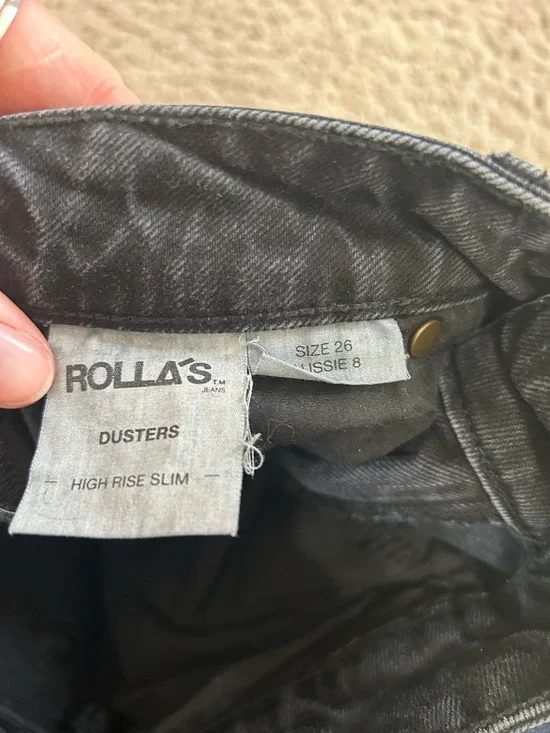 ROLLA'S TM
JEANS
DUSTERS
HIGH RISE SLIM
SIZE 26
8